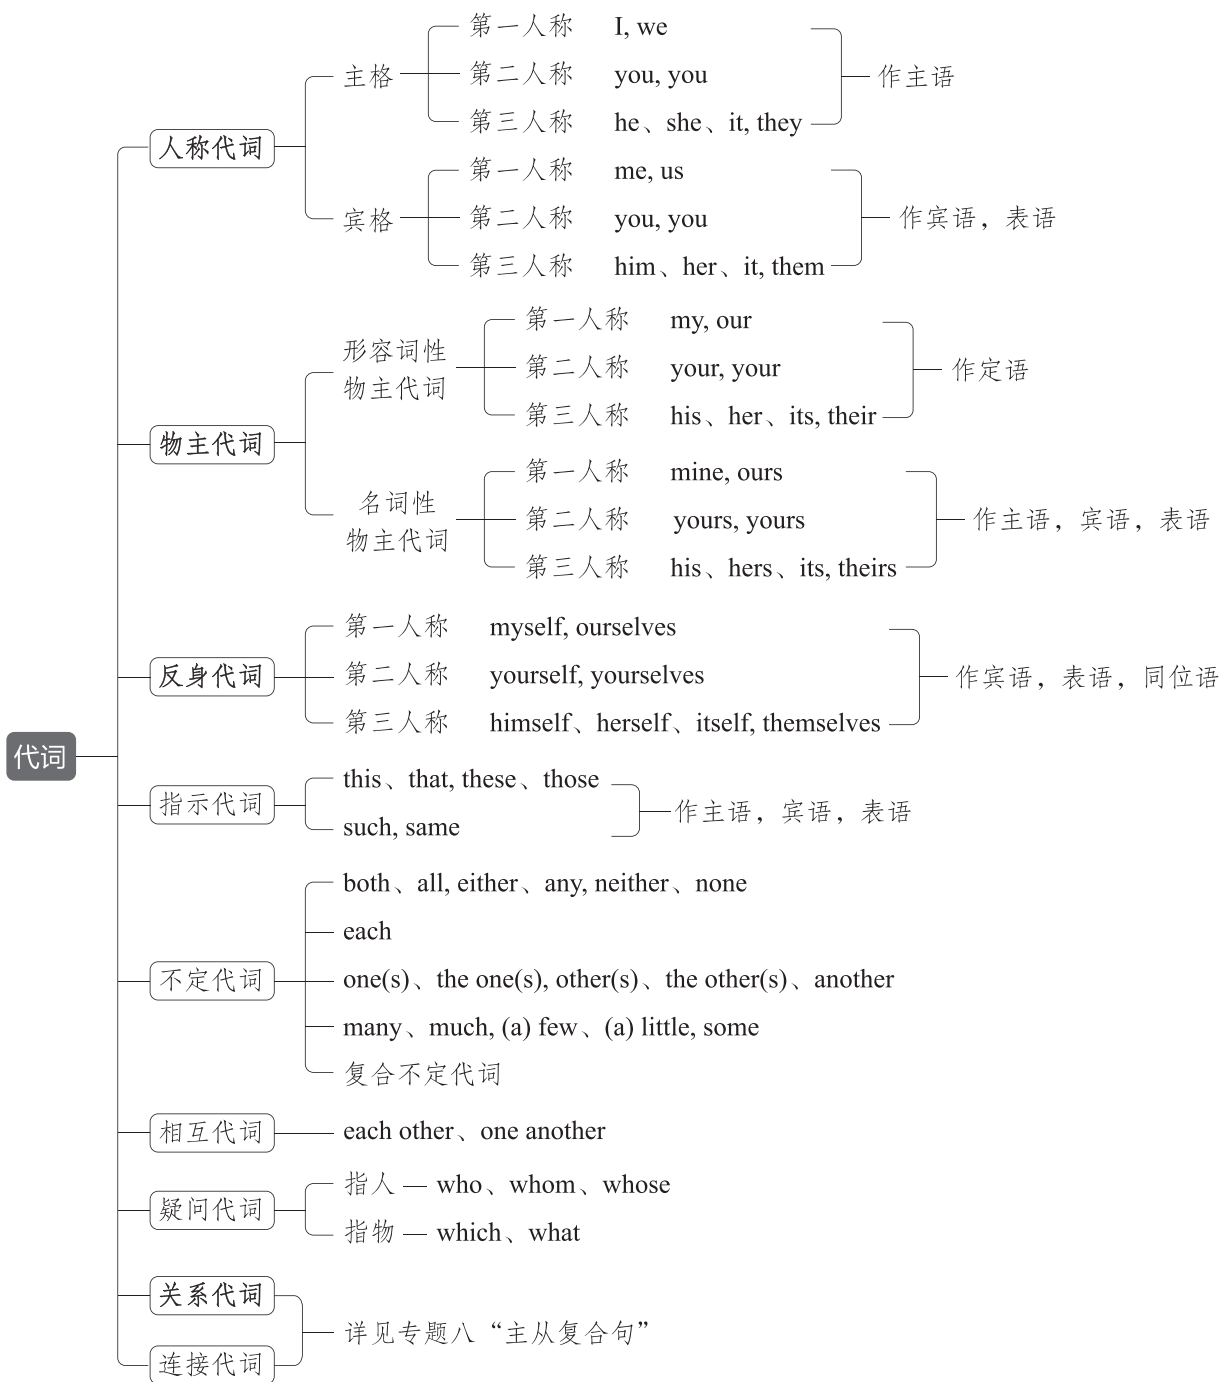 代词
人称代词
主格
第一人称 I, we
第二人称 you, you
第三人称 he、she、it, they
作主语
宾格
第一人称 me, us
第二人称 you, you
第三人称 him、her、it, them
作宾语，表语
物主代词
形容词性
物主代词
第一人称 my, our
第二人称 your, your
第三人称 his、her、its, their
作定语
名词性
物主代词
第一人称 mine, ours
第二人称 yours, yours
第三人称 his、hers、its, theirs
作主语，宾语，表语
反身代词
第一人称 myself, ourselves
第二人称 yourself, yourselves
第三人称 himself、herself、itself, themselves
作宾语，表语，同位语
指示代词
this、that, these、those
such, same
作主语，宾语，表语
不定代词
both、all, either、any, neither、none
each
one(s)、the one(s), other(s)、the other(s)、another
many、much, (a) few、(a) little, some
复合不定代词
相互代词
each other、one another
疑问代词
指人 — who、whom、whose
指物 — which、what
关系代词
连接代词
详见专题八“主从复合句”